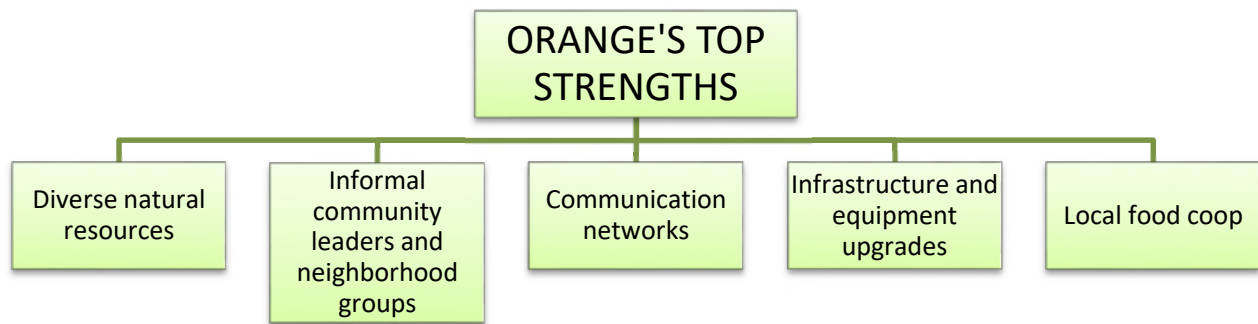 ORANGE'S TOP
STRENGTHS
Diverse natural
resources
Informal
community
leaders and
neighborhood
groups
Communication
networks
Infrastructure and
equipment
upgrades
Local food coop